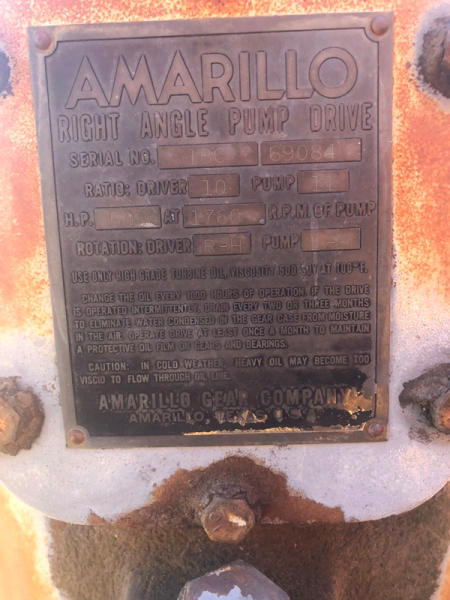 AMARILLO
RIGHT ANGLE PUMP DRIVE
SERIAL NO. 69084
RATIO: DRIVER 10 PUMP 11
H.P. AT 1760 R.P.M. OF PUMP
ROTATION: DRIVER R-H PUMP
USE ONLY HIGH GRADE TURBINE OIL, VISCOSITY 500 SUV AT 100°F.
CHANGE THE OIL EVERY 1000 HOURS OF OPERATION. IF THE DRIVE
IS OPERATED INTERMITTENTLY, DRAIN EVERY TWO OR THREE MONTHS
TO ELIMINATE WATER CONDENSED IN THE GEAR CASE FROM MOISTURE
IN THE AIR. OPERATE DRIVE AT LEAST ONCE A MONTH TO MAINTAIN
A PROTECTIVE OIL FILM ON GEARS AND BEARINGS.
CAUTION: IN COLD WEATHER, HEAVY OIL MAY BECOME TOO
VISCID TO FLOW THROUGH OIL LINE.
AMARILLO GEAR COMPANY
AMARILLO, TEXAS U.S.A.